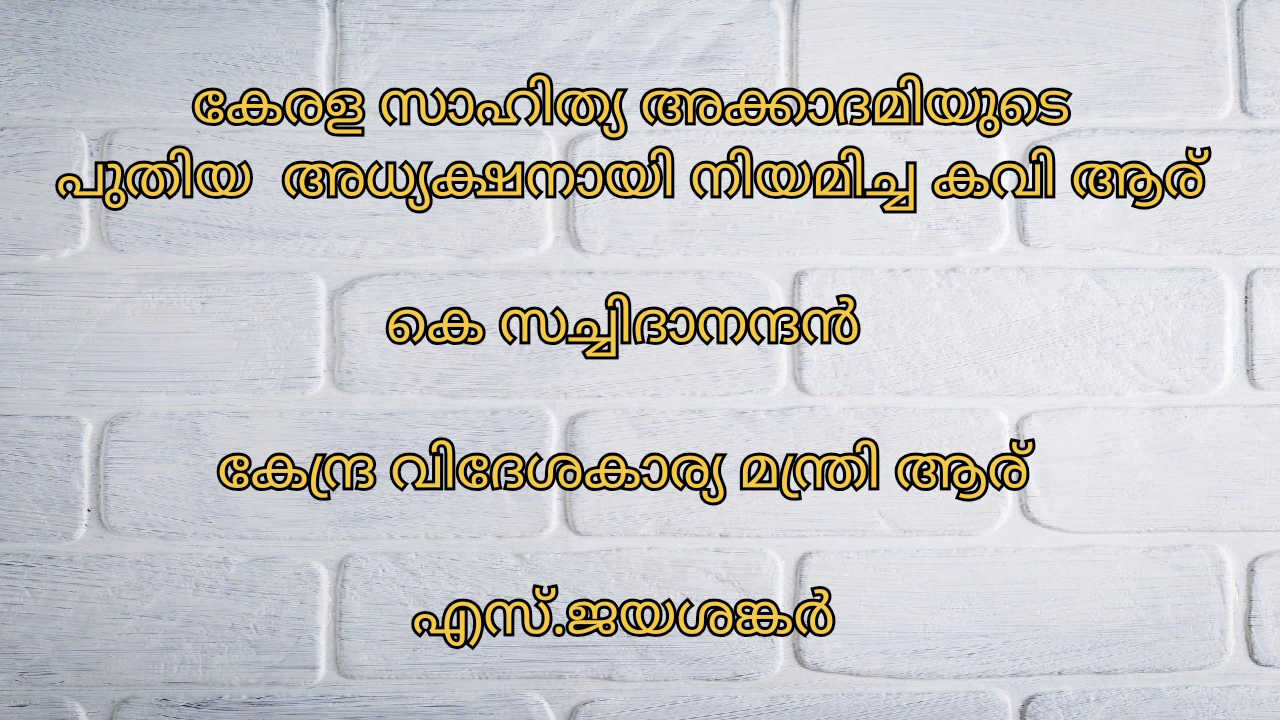 കേരള സാഹിത്യ അക്കാദമിയുടെ
പുതിയ അധ്യക്ഷനായി നിയമിച്ച കവി ആര്
കെ സച്ചിദാനന്ദൻ
കേന്ദ്ര വിദേശകാര്യ മന്ത്രി ആര്
എസ്.ജയശങ്കർ